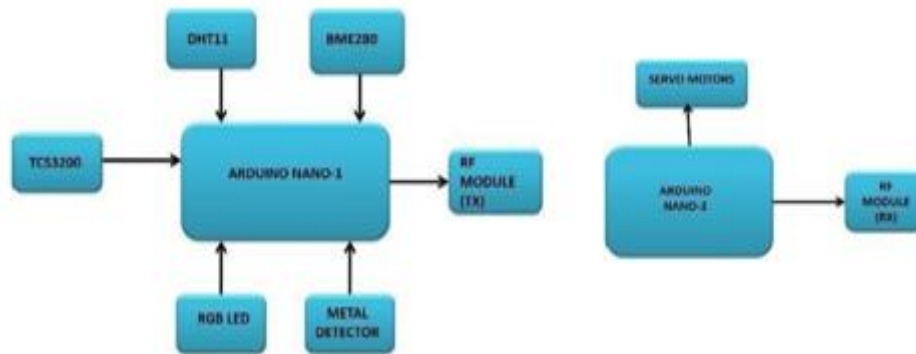 DHT11
BME280
TCS3200
ARDUINO NANO-1
RF
MODULE
(TX)
RGB LED
METAL
DETECTOR
SERVO MOTORS
ARDUINO
NANO-2
RF
MODULE
(RX)